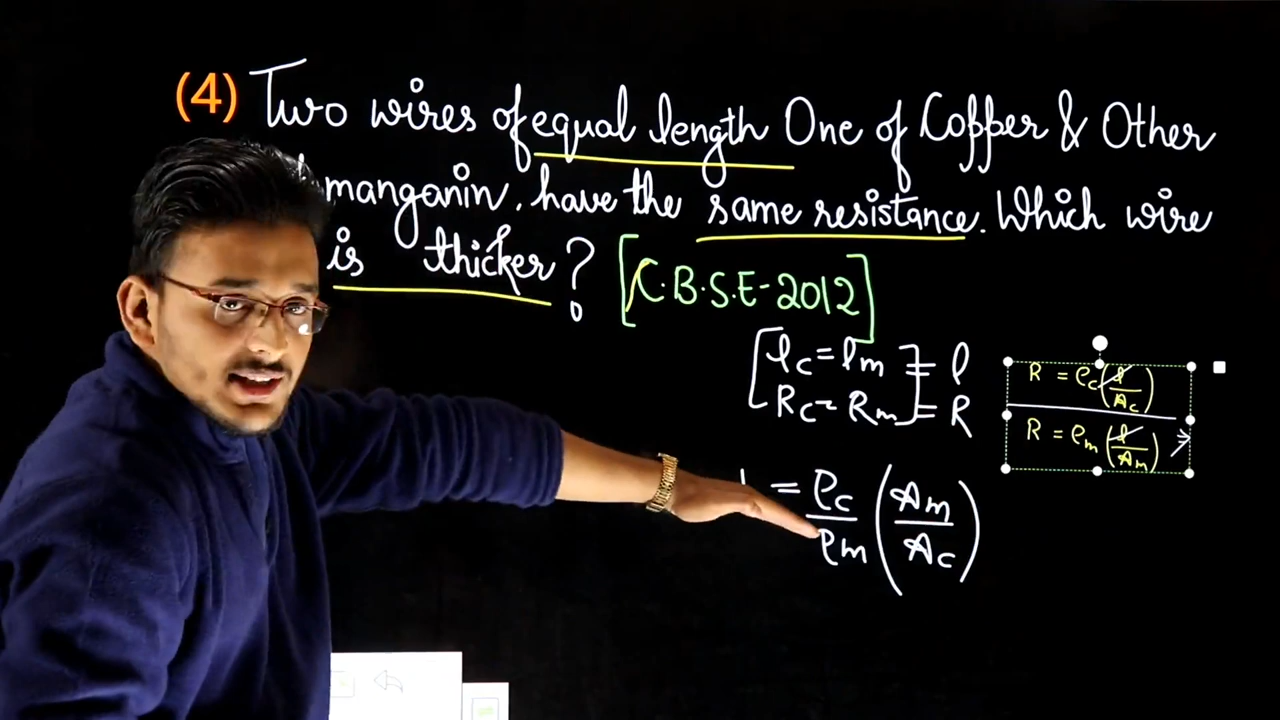 (4) Two wires of equal length One of Copper & Other
manganin, have the same resistance. Which wire
is thicker? [C.B.S.E-2012]
[lc = lm] = l
[Rc = Rm] = R
R = ρc(l/Ac)
R = ρm(l/Am)
= ρc/ρm (Am/Ac)